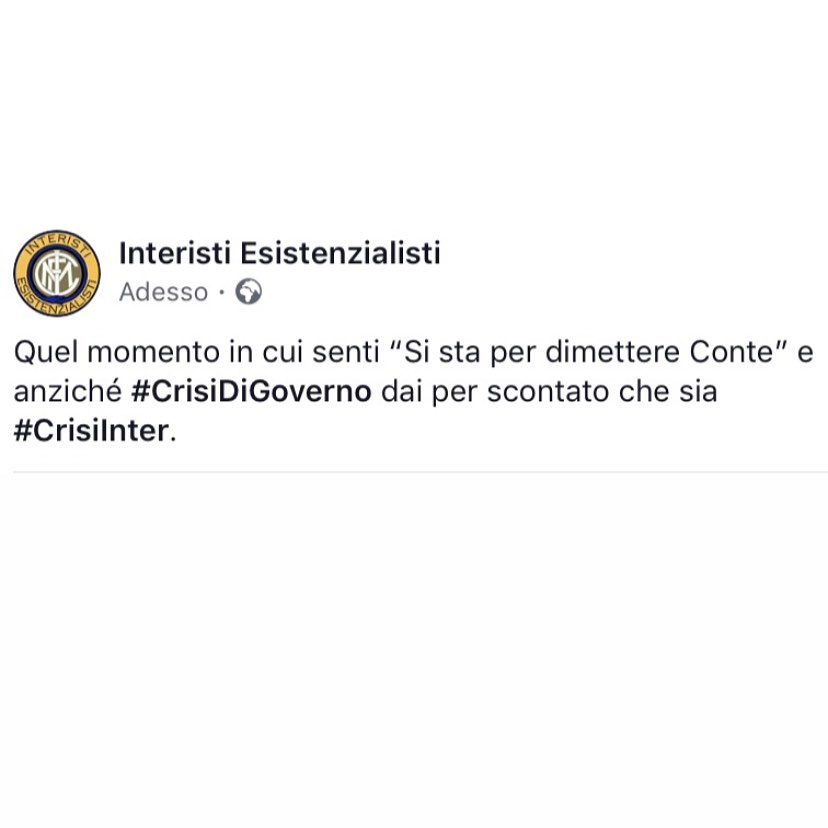 INTERISTI
ESISTENZIALISTI
Interisti Esistenzialisti
Adesso ·
Quel momento in cui senti “Si sta per dimettere Conte” e
anziché #CrisiDiGoverno dai per scontato che sia
#CrisiInter.